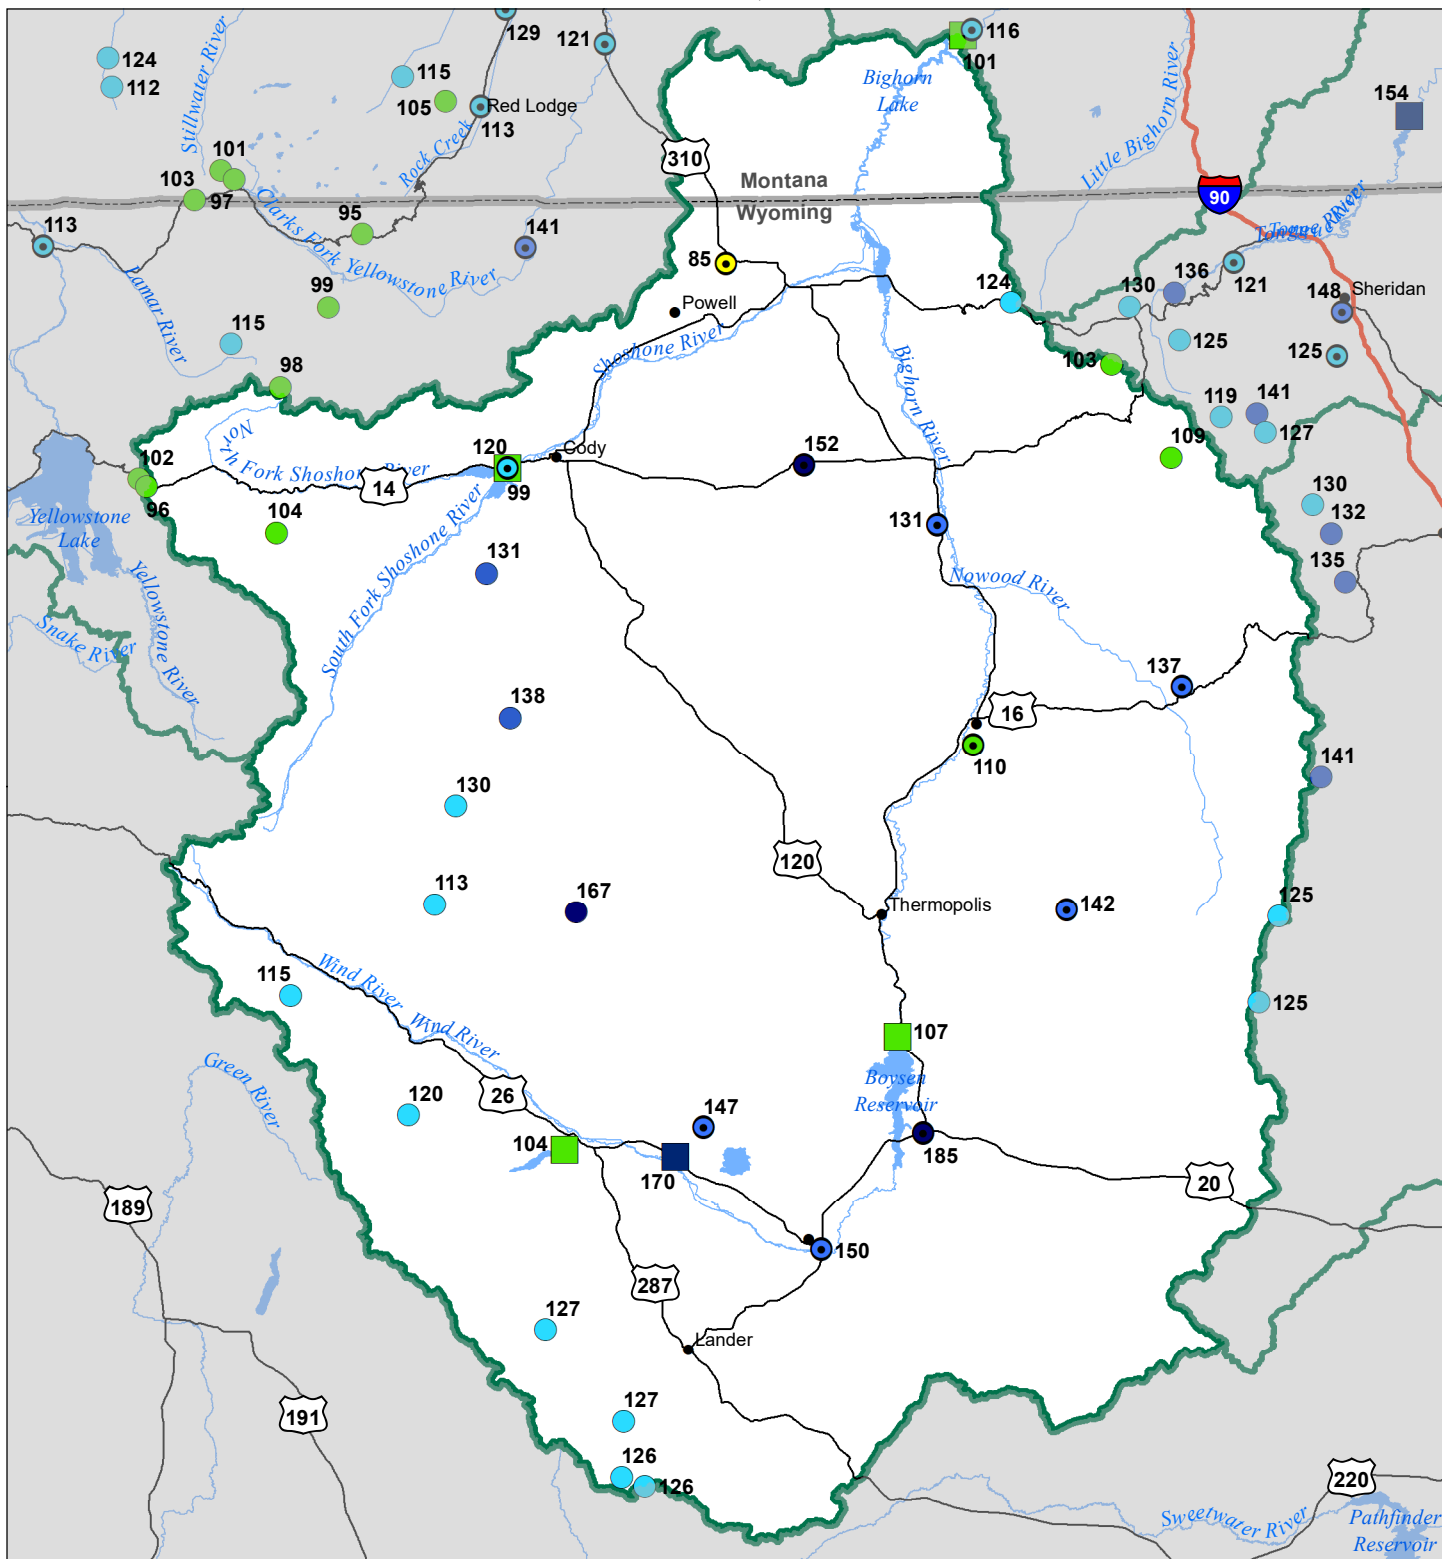 129
121
116
101
Bighorn
Lake
124
112
115
105
Red Lodge
113
Stillwater River
Rock Creek
Little Bighorn River
154
310
101
103
97
Montana
Wyoming
90
Clarks Fork Yellowstone River
95
113
141
Lamar River
99
85
Powell
124
130
136
121
Tongue River
148
Sheridan
115
Shoshone River
Bighorn River
125
125
103
98
119
141
127
109
North Fork Shoshone River
102
96
14
120
99
Cody
152
Yellowstone
Lake
104
South Fork Shoshone River
131
131
130
132
135
Nowood River
Yellowstone River
Snake River
137
138
16
110
141
130
120
113
167
Thermopolis
142
125
115
Wind River
Wind River
107
125
Green River
Boysen
Reservoir
120
26
147
104
170
185
20
189
150
287
127
Lander
191
127
126
126
220
Sweetwater River
Pathfinder
Reservoir